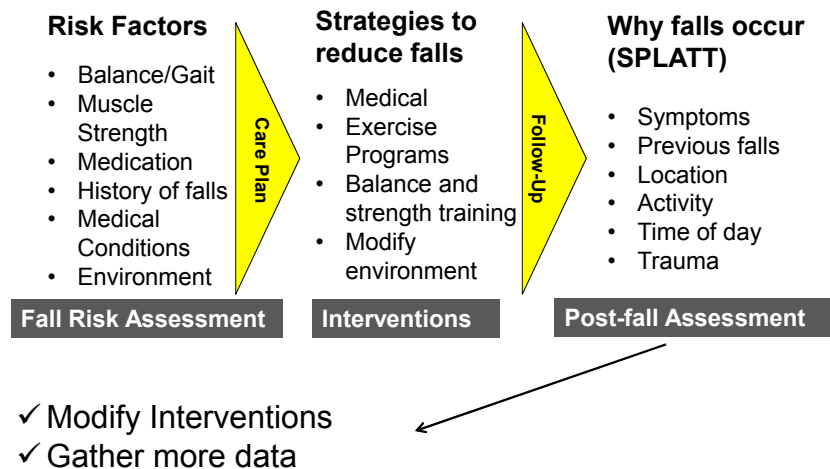 Risk Factors
• Balance/Gait
• Muscle
Strength
• Medication
• History of falls
• Medical
Conditions
• Environment
Fall Risk Assessment
Care Plan
Strategies to
reduce falls
• Medical
• Exercise
Programs
• Balance and
strength training
• Modify
environment
Interventions
Follow-Up
Why falls occur
(SPLATT)
• Symptoms
• Previous falls
• Location
• Activity
• Time of day
• Trauma
Post-fall Assessment
✓ Modify Interventions
✓ Gather more data